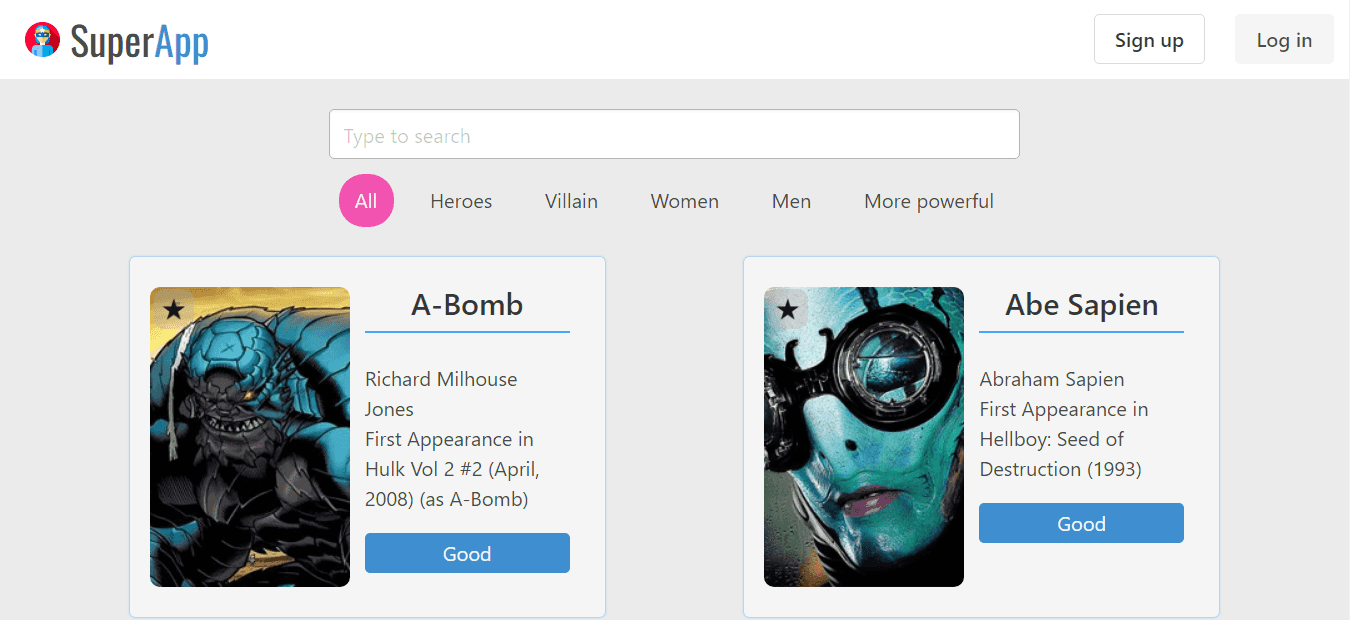 SuperApp
Sign up
Log in
Type to search
All
Heroes
Villain
Women
Men
More powerful
A-Bomb
Richard Milhouse
Jones
First Appearance in
Hulk Vol 2 #2 (April,
2008) (as A-Bomb)
Good
Abe Sapien
Abraham Sapien
First Appearance in
Hellboy: Seed of
Destruction (1993)
Good